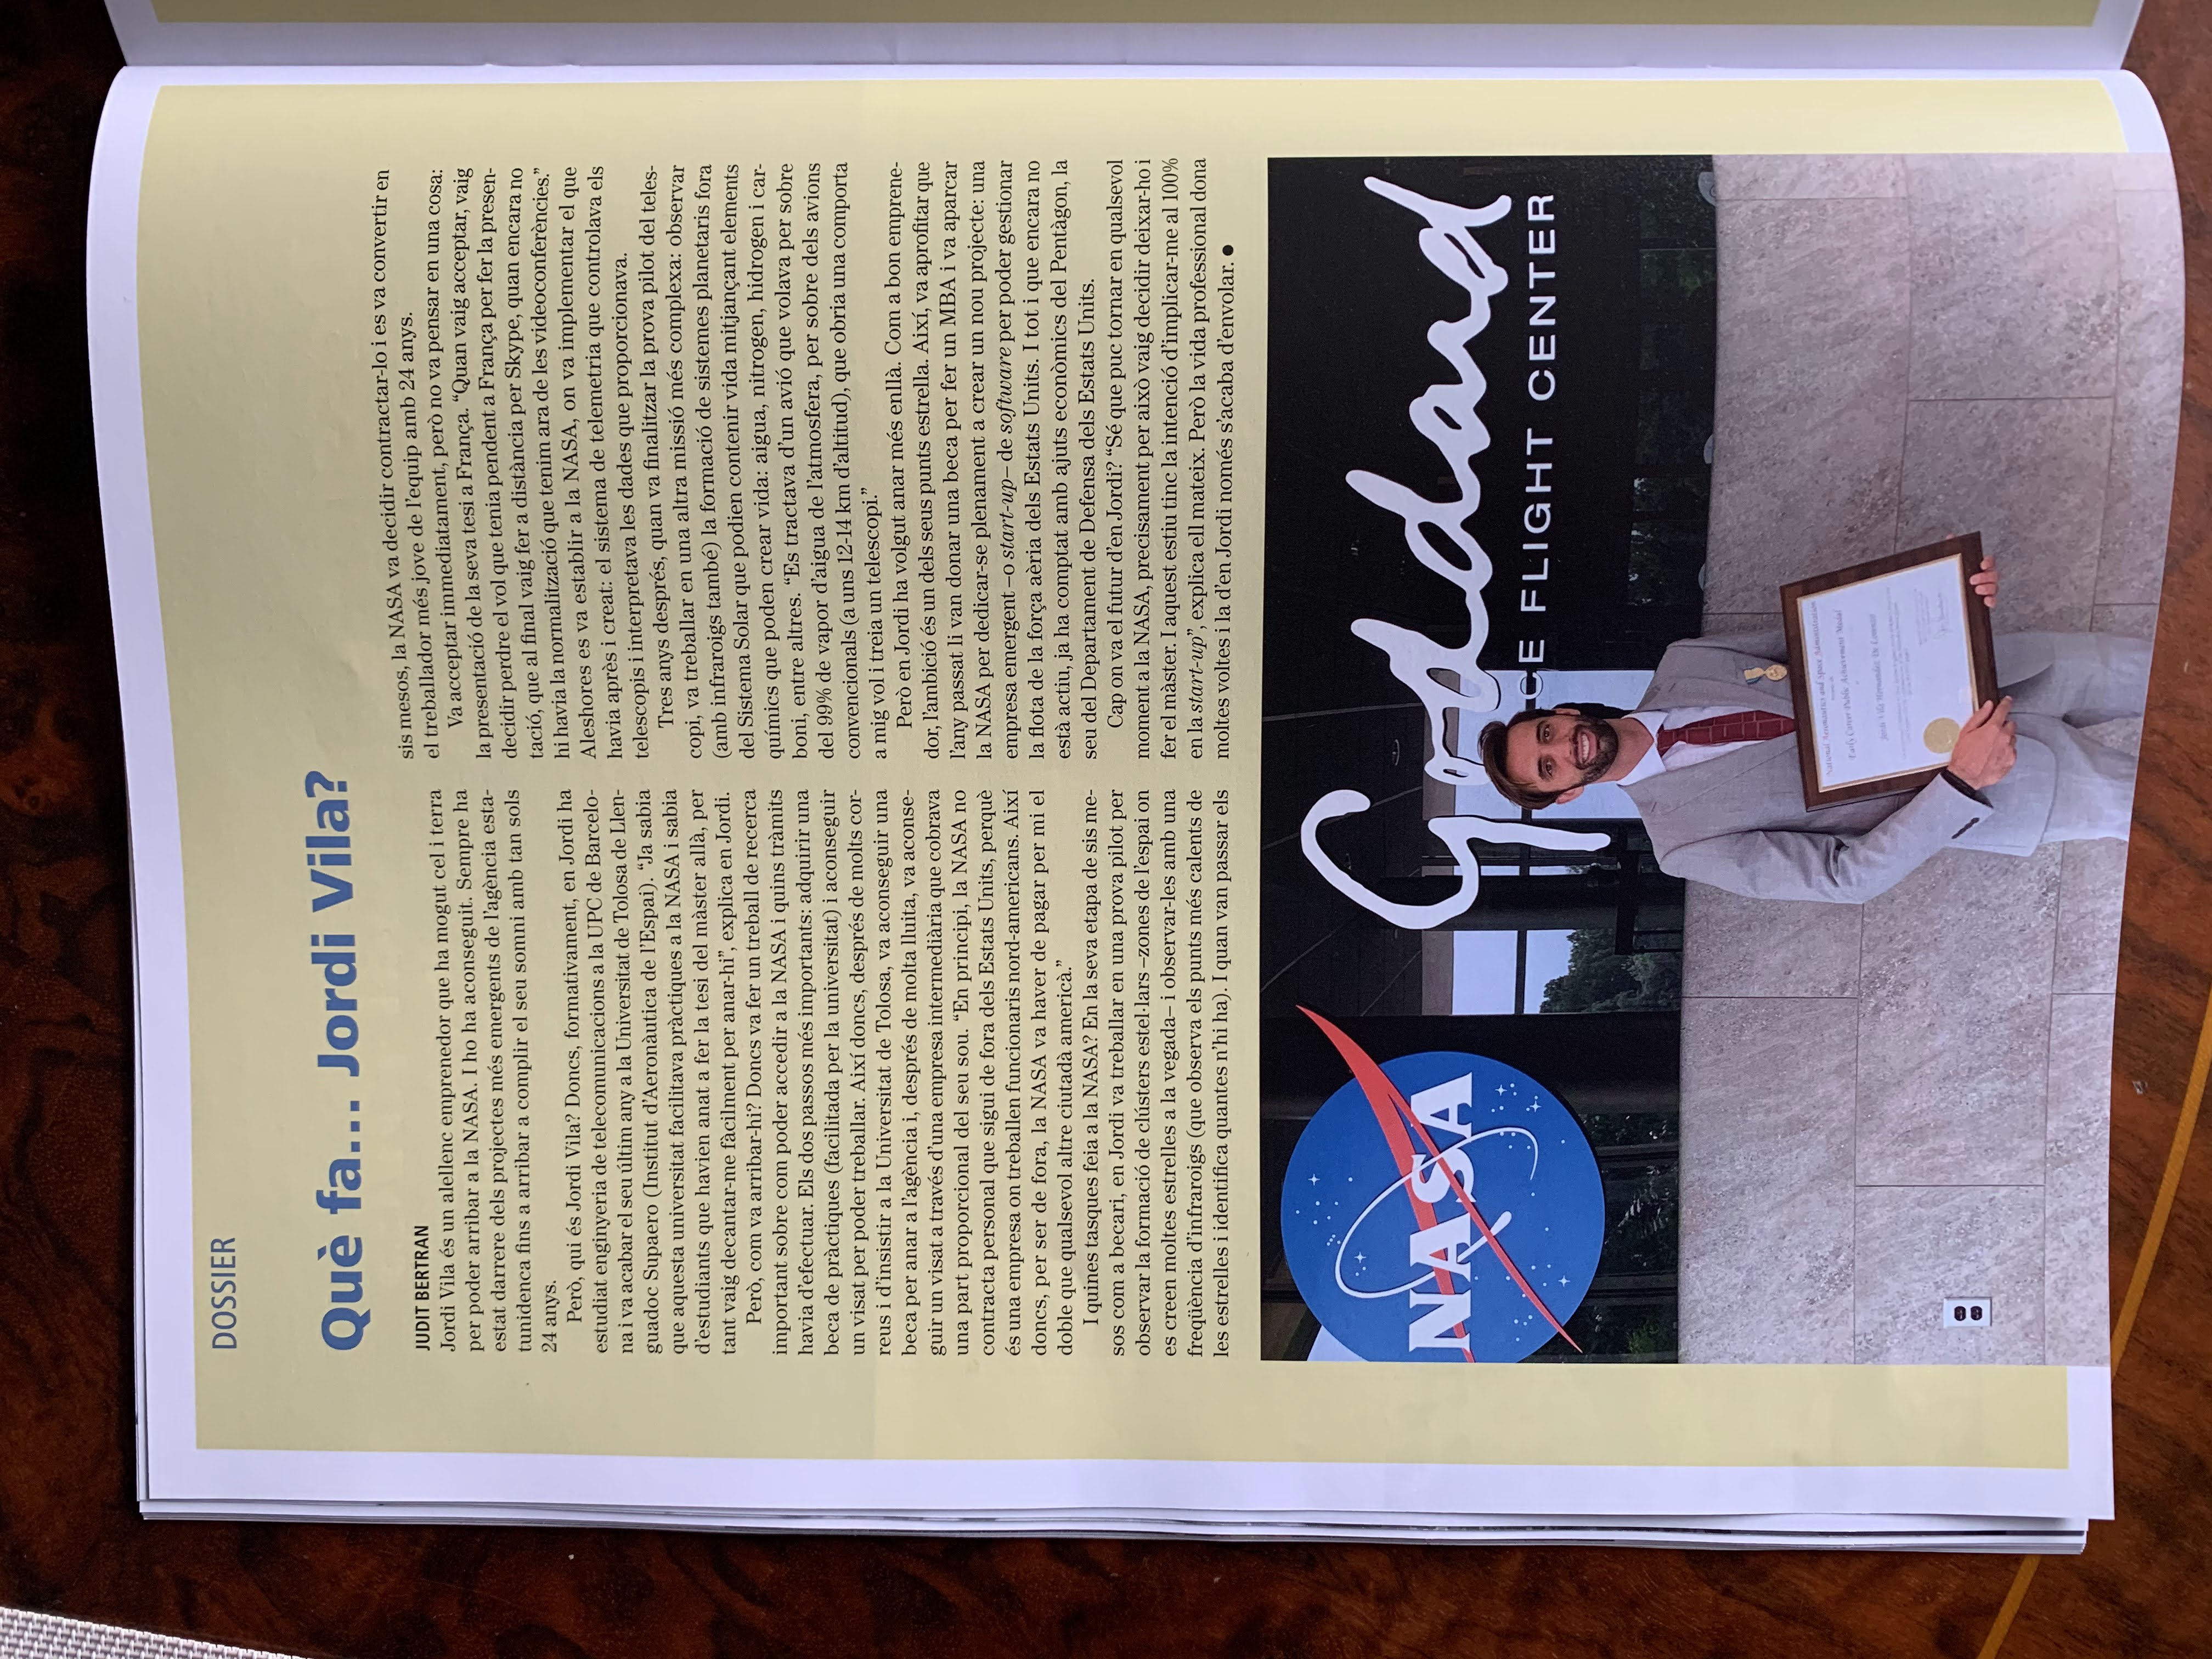 DOSSIER
Què fa... Jordi Vila?
JUDIT BERTRAN
Jordi Vila és un alellenc emprenedor que ha mogut cel i terra
per poder arribar a la NASA. I ho ha aconseguit. Sempre ha
estat darrere dels projectes més emergents de l'agència esta-
tunidenca fins a arribar a complir el seu somni amb tan sols
24 anys.
Però, qui és Jordi Vila? Doncs, formativament, en Jordi ha
estudiat enginyeria de telecomunicacions a la UPC de Barcelo-
na i va acabar el seu últim any a la Universitat de Tolosa de Llen-
guadoc Supaero (Institut d'Aeronàutica de l'Espai). “Ja sabia
que aquesta universitat facilitava pràctiques a la NASA i sabia
d'estudiants que havien anat a fer la tesi del màster allà, per
tant vaig decantar-me fàcilment per anar-hi”, explica en Jordi.
Però, com va arribar-hi? Doncs va fer un treball de recerca
important sobre com poder accedir a la NASA i quins tràmits
havia d'efectuar. Els dos passos més importants: adquirir una
beca de pràctiques (facilitada per la universitat) i aconseguir
un visat per poder treballar. Així doncs, després de molts cor-
reus i d'insistir a la Universitat de Tolosa, va aconseguir una
beca per anar a l'agència i, després de molta lluita, va aconse-
guir un visat a través d'una empresa intermediària que cobrava
una part proporcional del seu sou. “En principi, la NASA no
contracta personal que sigui de fora dels Estats Units, perquè
és una empresa on treballen funcionaris nord-americans. Així
doncs, per ser de fora, la NASA va haver de pagar per mi el
doble que qualsevol altre ciutadà americà.”
I quines tasques feia a la NASA? En la seva etapa de sis me-
sos com a becari, en Jordi va treballar en una prova pilot per
observar la formació de clústers estel·lars –zones de l'espai on
es creen moltes estrelles a la vegada– i observar-les amb una
freqüència d'infraroigs (que observa els punts més calents de
les estrelles i identifica quantes n'hi ha). I quan van passar els
sis mesos, la NASA va decidir contractar-lo i es va convertir en
el treballador més jove de l'equip amb 24 anys.
Va acceptar immediatament, però no va pensar en una cosa:
la presentació de la seva tesi a França. “Quan vaig acceptar, vaig
decidir perdre el vol que tenia pendent a França per fer la presen-
tació, que al final vaig fer a distància per Skype, quan encara no
hi havia la normalització que tenim ara de les videoconferències.”
Aleshores es va establir a la NASA, on va implementar el que
havia après i creat: el sistema de telemetria que controlava els
telescopis i interpretava les dades que proporcionava.
Tres anys després, quan va finalitzar la prova pilot del teles-
copi, va treballar en una altra missió més complexa: observar
(amb infraroigs també) la formació de sistemes planetaris fora
del Sistema Solar que podien contenir vida mitjançant elements
químics que poden crear vida: aigua, nitrogen, hidrogen i car-
boni, entre altres. “Es tractava d'un avió que volava per sobre
del 99% de vapor d'aigua de l'atmosfera, per sobre dels avions
convencionals (a uns 12-14 km d'altitud), que obria una comporta
a mig vol i treia un telescopi.”
Però en Jordi ha volgut anar més enllà. Com a bon emprene-
dor, l'ambició és un dels seus punts estrella. Així, va aprofitar que
l'any passat li van donar una beca per fer un MBA i va aparcar
la NASA per dedicar-se plenament a crear un nou projecte: una
empresa emergent –o start-up– de software per poder gestionar
la flota de la força aèria dels Estats Units. I tot i que encara no
està actiu, ja ha comptat amb ajuts econòmics del Pentàgon, la
seu del Departament de Defensa dels Estats Units.
Cap on va el futur d'en Jordi? “Sé que puc tornar en qualsevol
moment a la NASA, precisament per això vaig decidir deixar-ho i
fer el màster. I aquest estiu tinc la intenció d'implicar-me al 100%
en la start-up”, explica ell mateix. Però la vida professional dona
moltes voltes i la d'en Jordi només s'acaba d'envolar. ●
NASA
Goddard
CE FLIGHT CENTER
National Aeronautics and Space Administration
Early Career Public Achievement Medal
Jordi Vila Hernandez De Lorenzo